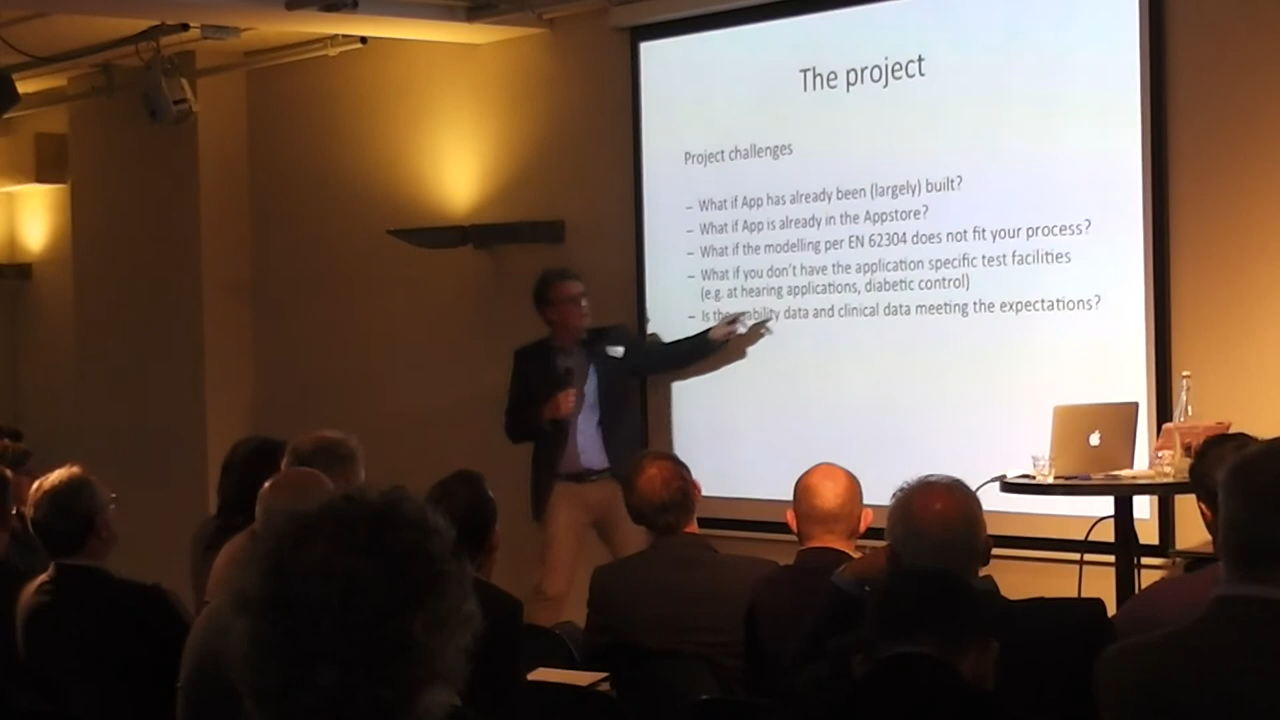 The project
Project challenges
– What if App has already been (largely) built?
– What if App is already in the Appstore?
– What if the modelling per EN 62304 does not fit your process?
– What if you don't have the application specific test facilities
(e.g. at hearing applications, diabetic control)
– Is the data and clinical data meeting the expectations?